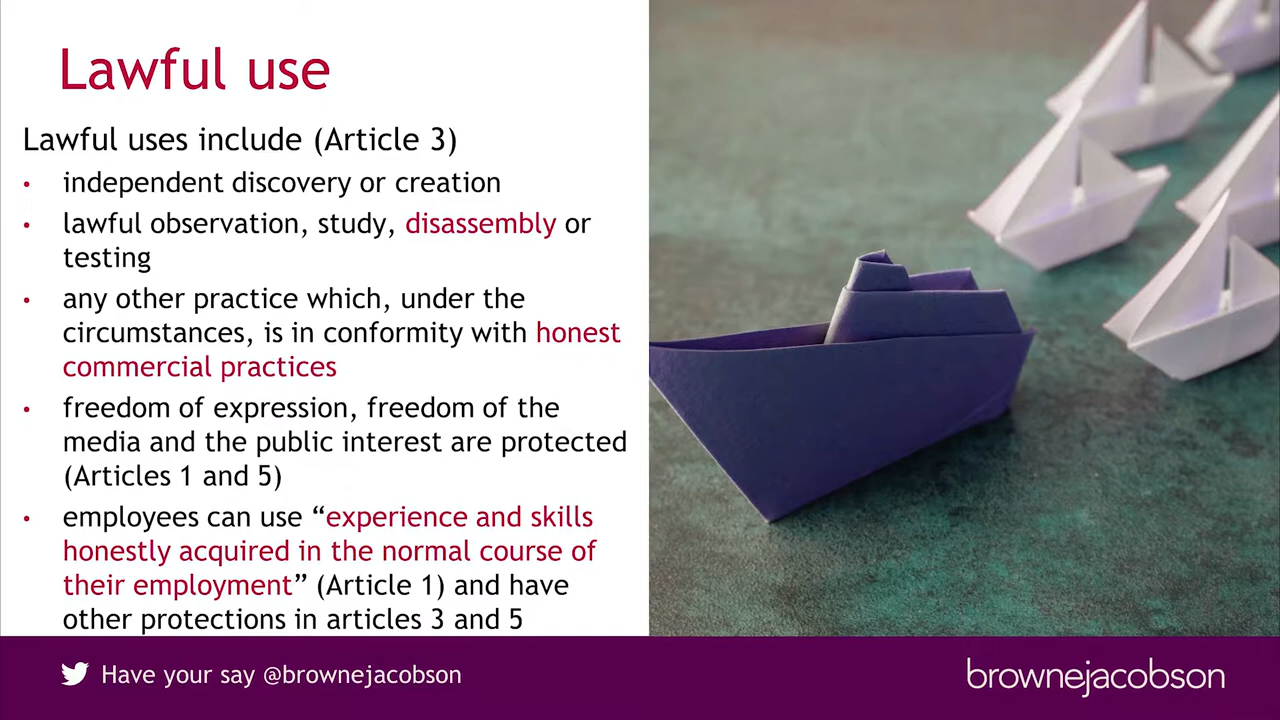 Lawful use
Lawful uses include (Article 3)
• independent discovery or creation
• lawful observation, study, disassembly or
testing
• any other practice which, under the
circumstances, is in conformity with honest
commercial practices
• freedom of expression, freedom of the
media and the public interest are protected
(Articles 1 and 5)
• employees can use “experience and skills
honestly acquired in the normal course of
their employment” (Article 1) and have
other protections in articles 3 and 5
Have your say @brownejacobson
brownejacobson